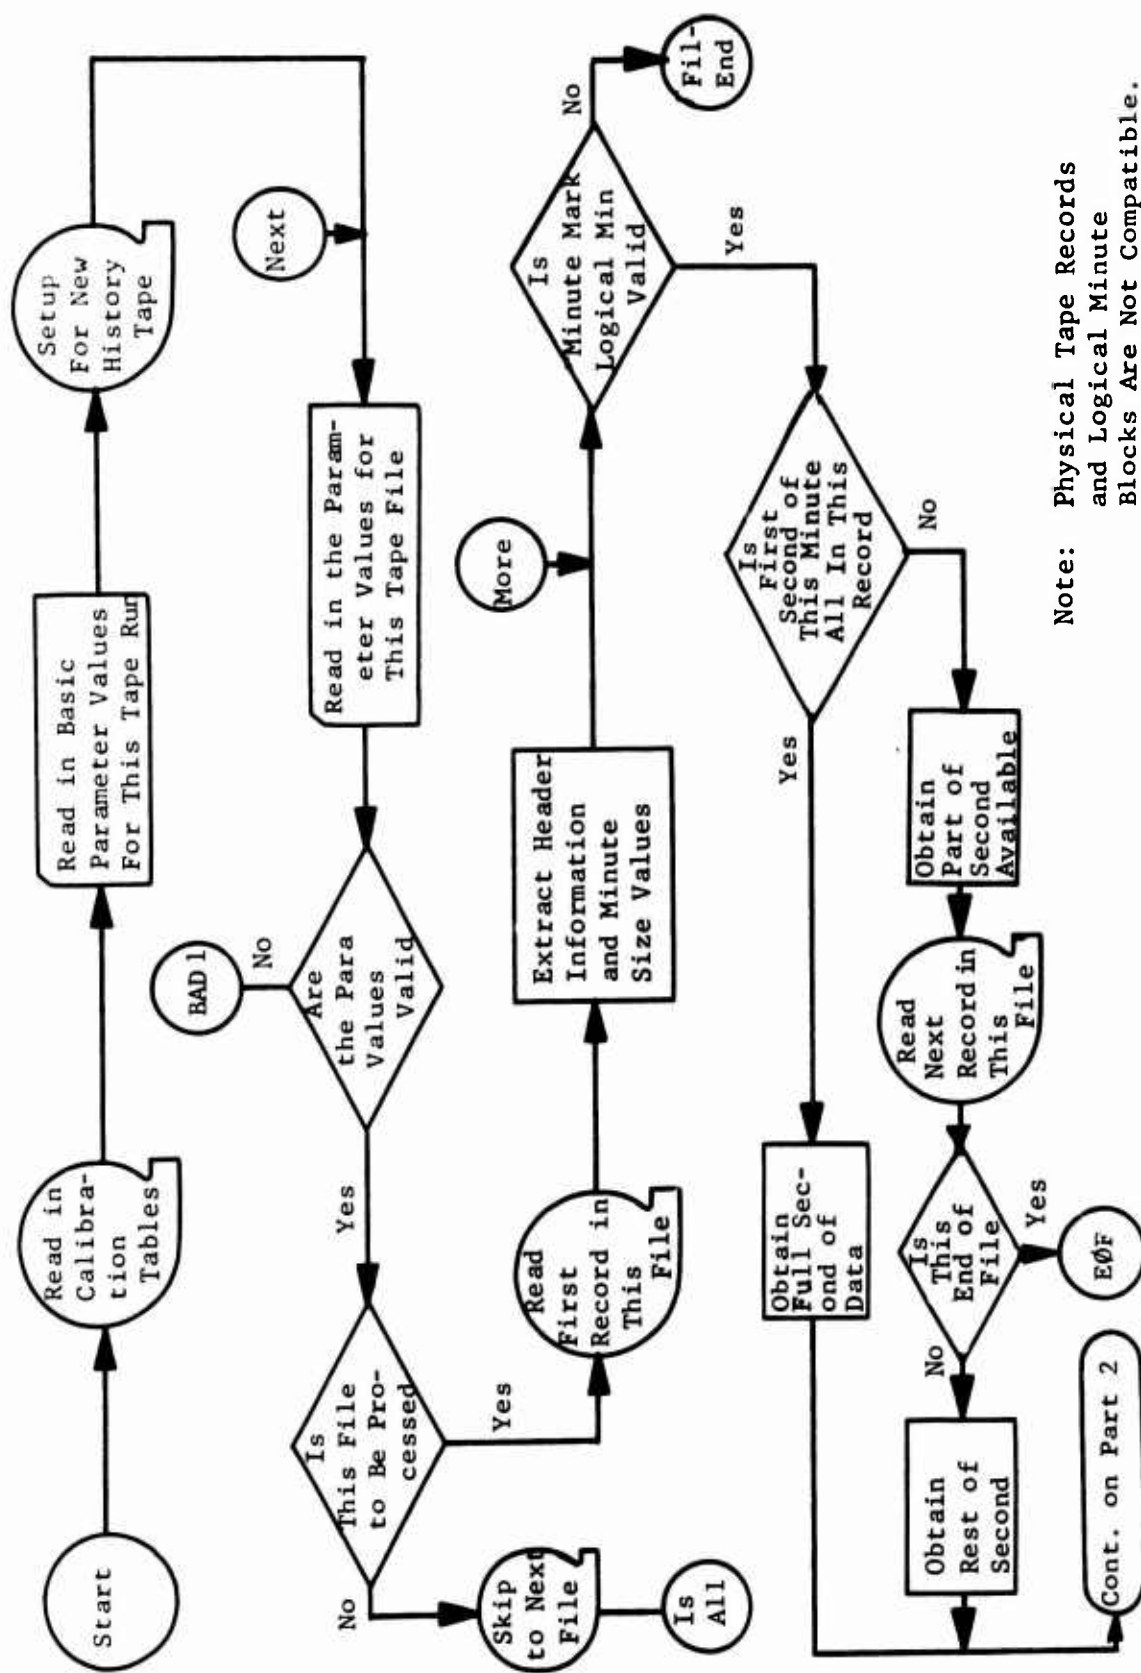 Start
Read in
Calibra-
tion
Tables
Read in Basic
Parameter Values
For This Tape Run
Setup
For New
History
Tape
Next
Read in the Param-
eter Values for
This Tape File
Are
the Para
Values
Valid
No
BAD 1
Yes
Is
This File
to Be Pro-
cessed
No
Skip
to Next
File
Is
All
Yes
Read
First
Record in
This
File
Extract Header
Information
and Minute
Size Values
More
Is
Minute Mark
Logical Min
Valid
No
Fil-
End
Yes
Is
First
Second of
This Minute
All In This
Record
Yes
Obtain
Full Sec-
ond of
Data
No
Obtain
Part of
Second
Available
Read
Next
Record in
This
File
Is
This
End of
File
Yes
EØF
No
Obtain
Rest of
Second
Cont. on Part 2
Note: Physical Tape Records
and Logical Minute
Blocks Are Not Compatible.